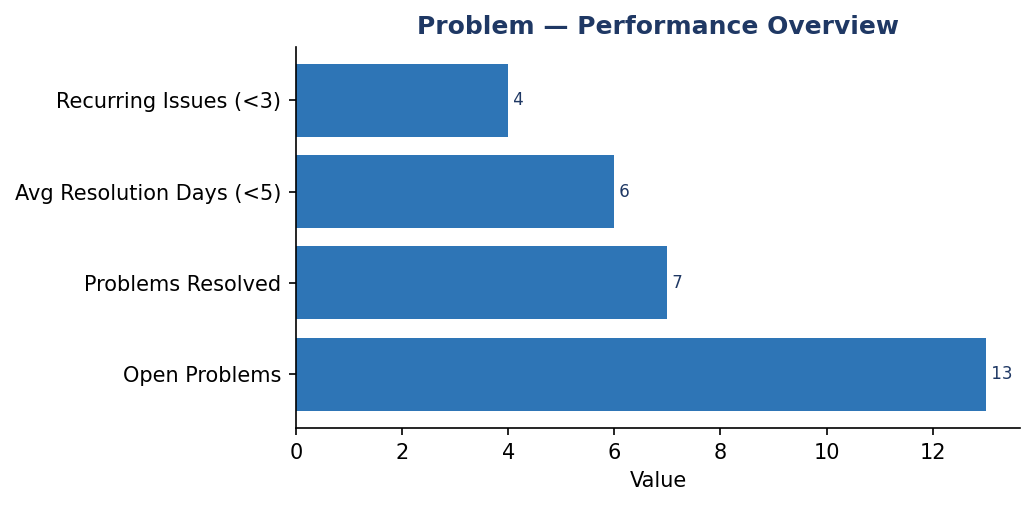 Problem — Performance Overview
Recurring Issues (<3)
4
Avg Resolution Days (<5)
6
Problems Resolved
7
Open Problems
13
0 2 4 6 8 10 12
Value